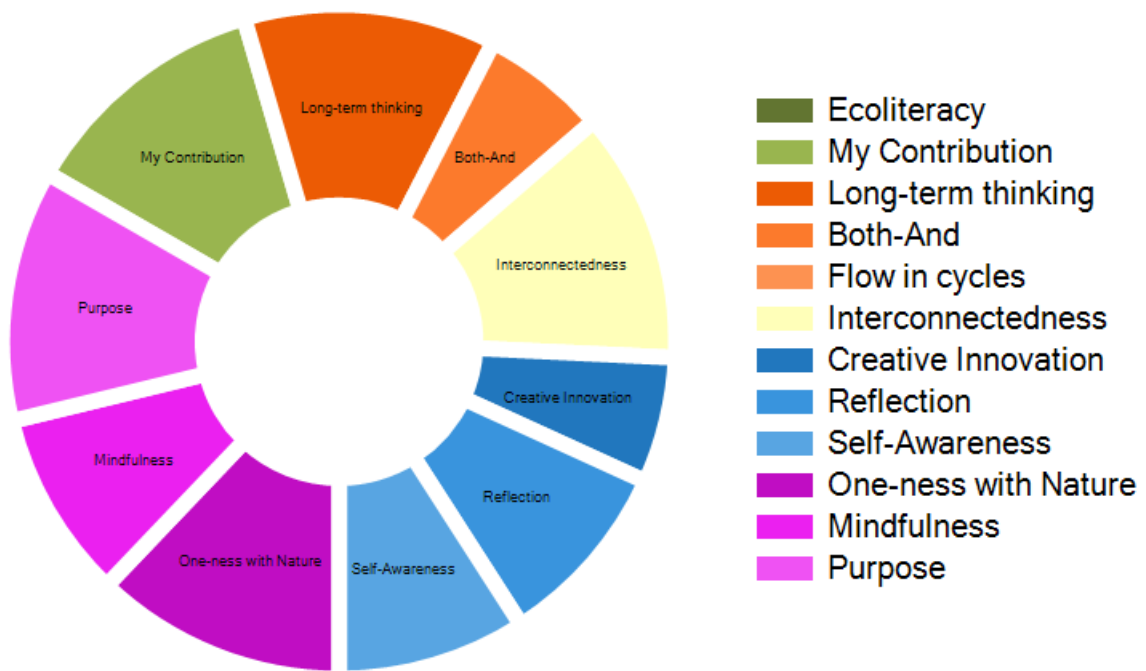 Long-term thinking
Both-And
My Contribution
Interconnectedness
Purpose
Creative Innovation
Mindfulness
Reflection
One-ness with Nature
Self-Awareness
Ecoliteracy
My Contribution
Long-term thinking
Both-And
Flow in cycles
Interconnectedness
Creative Innovation
Reflection
Self-Awareness
One-ness with Nature
Mindfulness
Purpose